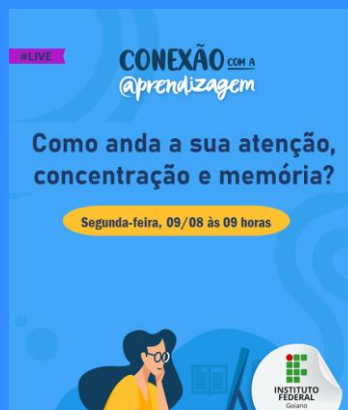 #LIVE
CONEXÃO COM A
@prendizagem
Como anda a sua atenção,
concentração e memória?
Segunda-feira, 09/08 às 09 horas
INSTITUTO
FEDERAL
Goiano